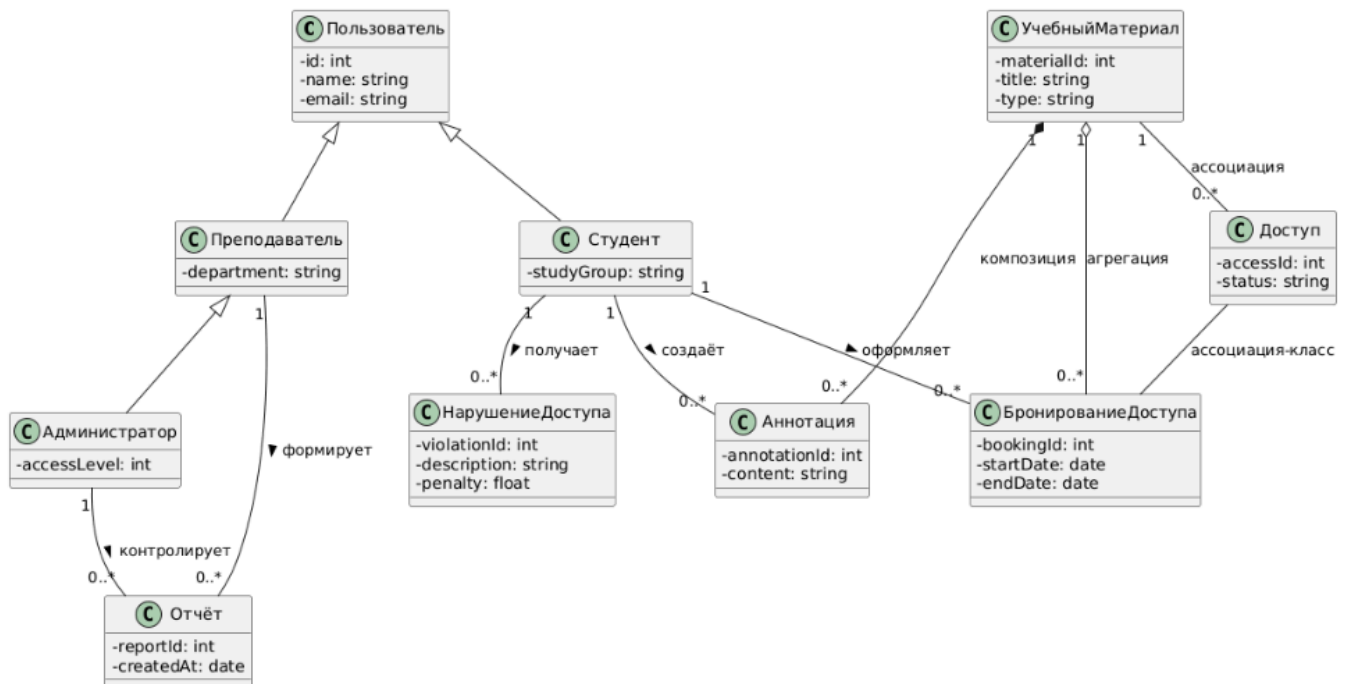 C Пользователь
-id: int
-name: string
-email: string
C УчебныйМатериал
-materialId: int
-title: string
-type: string
1
1
1
ассоциация
0..*
C Преподаватель
-department: string
C Студент
-studyGroup: string
C Доступ
-accessId: int
-status: string
композиция
агрегация
1
1
1
1
получает
создаёт
оформляет
ассоциация-класс
0..*
0..*
0..*
0..*
0..*
C Администратор
-accessLevel: int
формирует
C НарушениеДоступа
-violationId: int
-description: string
-penalty: float
C Аннотация
-annotationId: int
-content: string
C БронированиеДоступа
-bookingId: int
-startDate: date
-endDate: date
1
контролирует
0..*
0..*
C Отчёт
-reportId: int
-createdAt: date